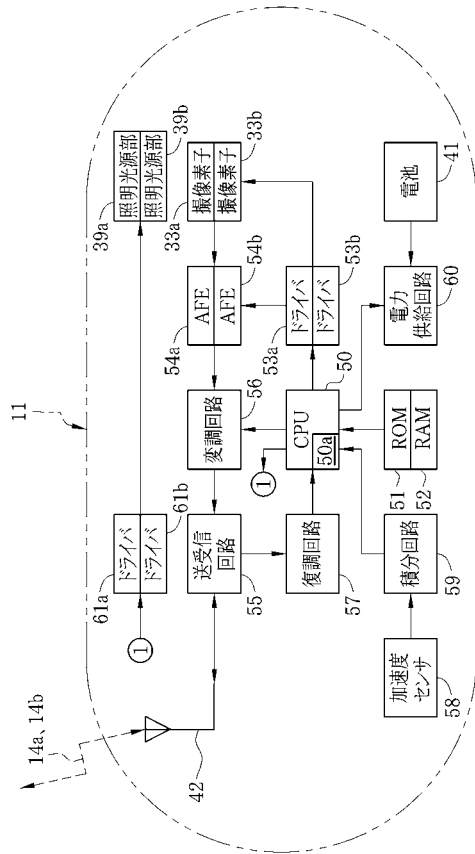 11
14a、14b
42
61a
ドライバ
ドライバ
61b
①
39a
照明光源部
照明光源部
39b
送受信
回路
55
変調回路
56
54a
AFE
AFE
54b
33a
撮像素子
撮像素子
33b
復調回路
57
①
CPU
50a
50
53a
ドライバ
ドライバ
53b
加速度
センサ
58
積分回路
59
51
ROM
RAM
52
電力
供給回路
60
電池
41